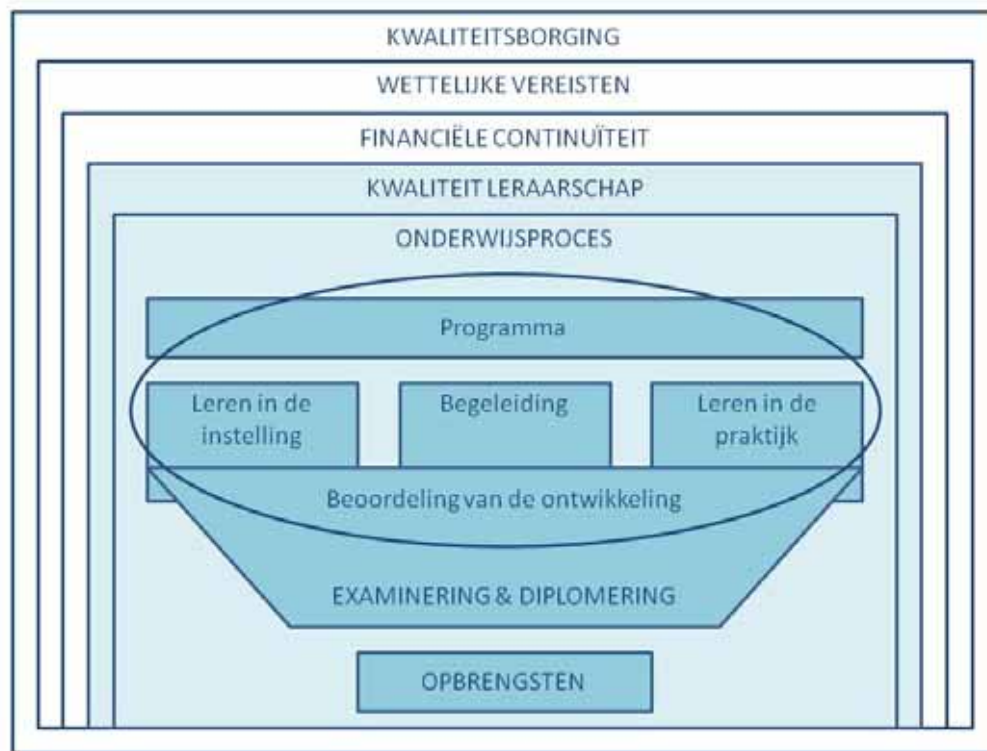 KWALITEITSBORGING
WETTELIJKE VEREISTEN
FINANCIËLE CONTINUÏTEIT
KWALITEIT LERAARSCHAP
ONDERWIJSPROCES
Programma
Leren in de
instelling
Begeleiding
Leren in de
praktijk
Beoordeling van de ontwikkeling
EXAMINERING & DIPLOMERING
OPBRENGSTEN